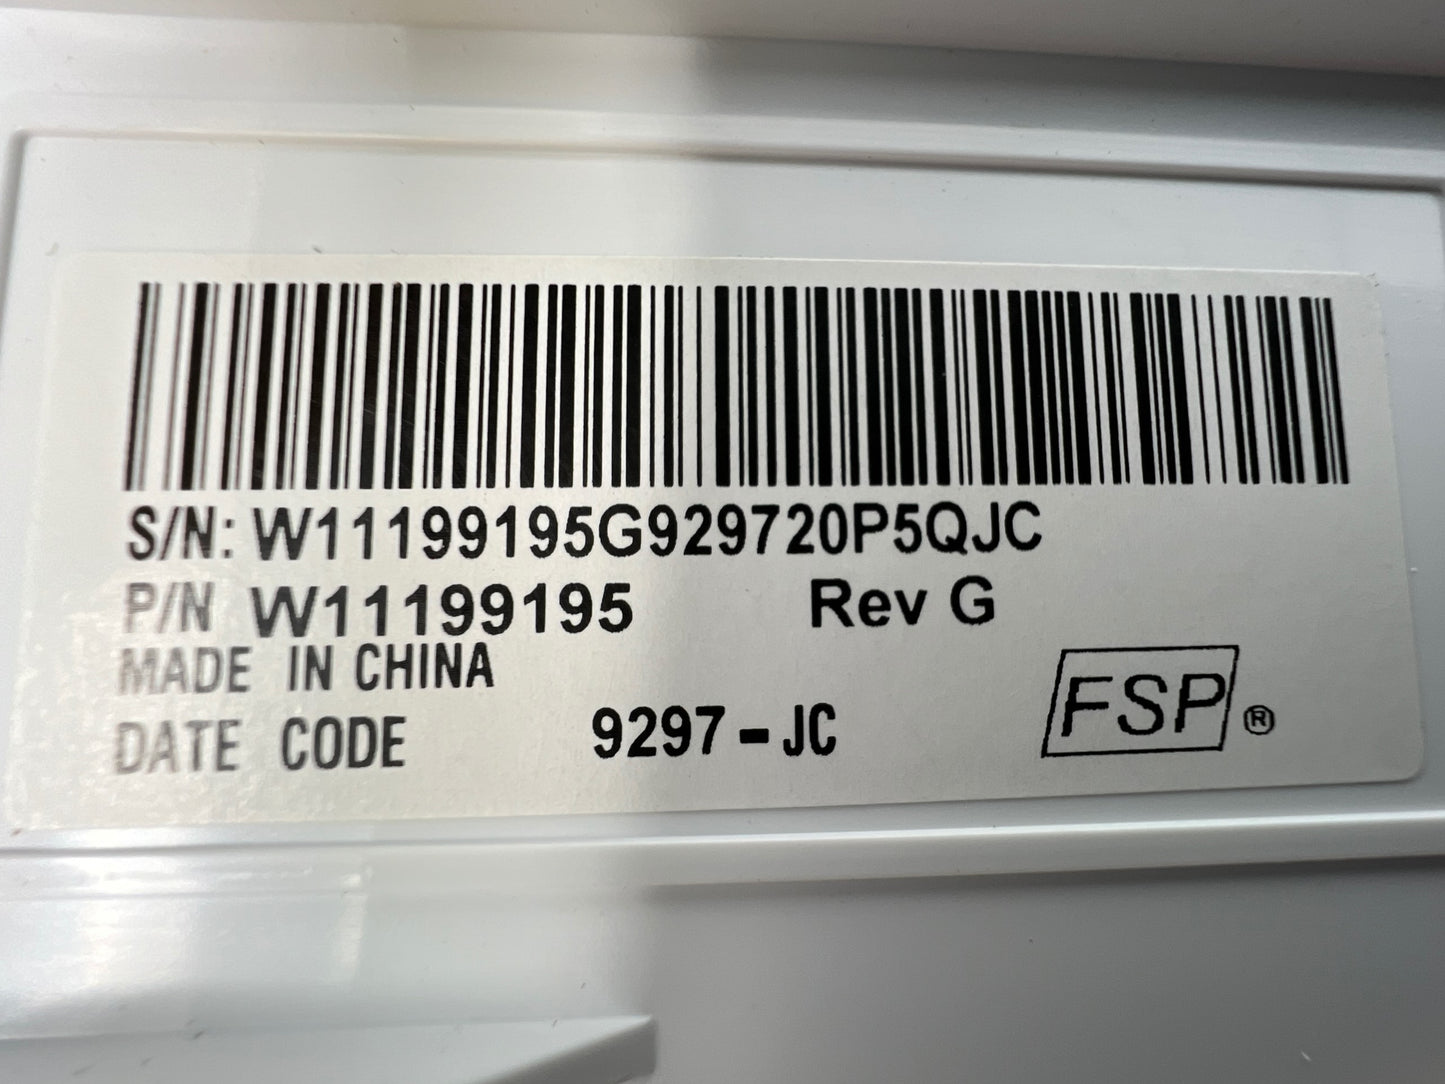 S/N: W11199195G929720P5QJC
P/N W11199195 Rev G
MADE IN CHINA
DATE CODE 9297-JC
FSP®